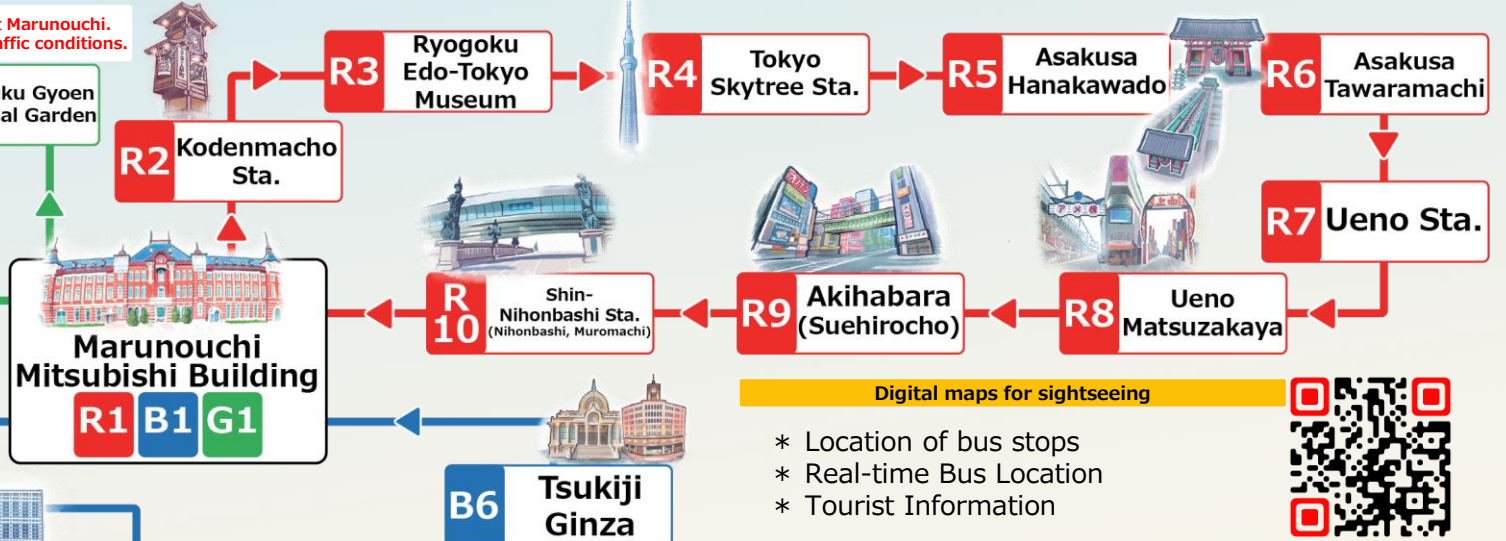 t Marunouchi.
affic conditions.
ku Gyoen
al Garden
R2
Kodenmacho
Sta.
R3
Ryogoku
Edo-Tokyo
Museum
R4
Tokyo
Skytree Sta.
R5
Asakusa
Hanakawado
R6
Asakusa
Tawaramachi
R7
Ueno Sta.
R8
Ueno
Matsuzakaya
アメ横
R9
Akihabara
(Suehirocho)
R
10
Shin-
Nihonbashi Sta.
(Nihonbashi, Muromachi)
Marunouchi
Mitsubishi Building
R1 B1 G1
B6
Tsukiji
Ginza
Digital maps for sightseeing
* Location of bus stops
* Real-time Bus Location
* Tourist Information